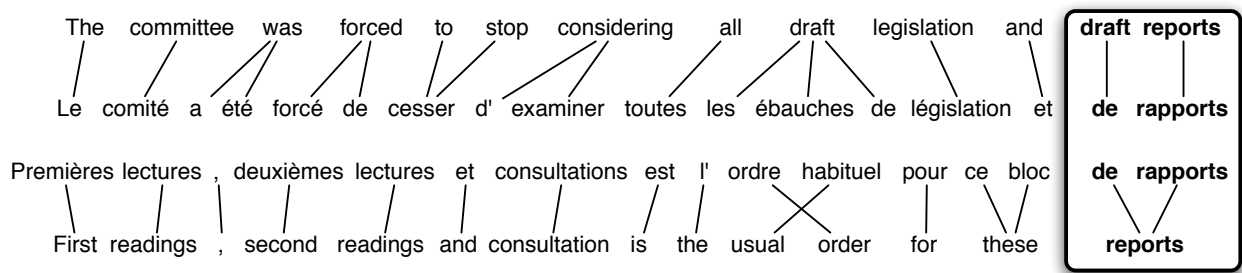 The committee was forced to stop considering all draft legislation and draft reports
Le comité a été forcé de cesser d' examiner toutes les ébauches de législation et de rapports
Premières lectures , deuxièmes lectures et consultations est l' ordre habituel pour ce bloc de rapports
First readings , second readings and consultation is the usual order for these reports